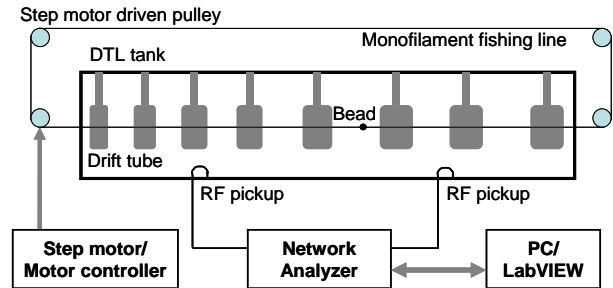 Step motor driven pulley
Monofilament fishing line
DTL tank
Bead
Drift tube
RF pickup
RF pickup
Step motor/
Motor controller
Network
Analyzer
PC/
LabVIEW